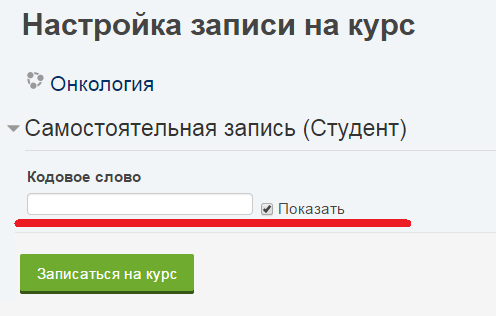 Настройка записи на курс
Онкология
Самостоятельная запись (Студент)
Кодовое слово
Показать
Записаться на курс